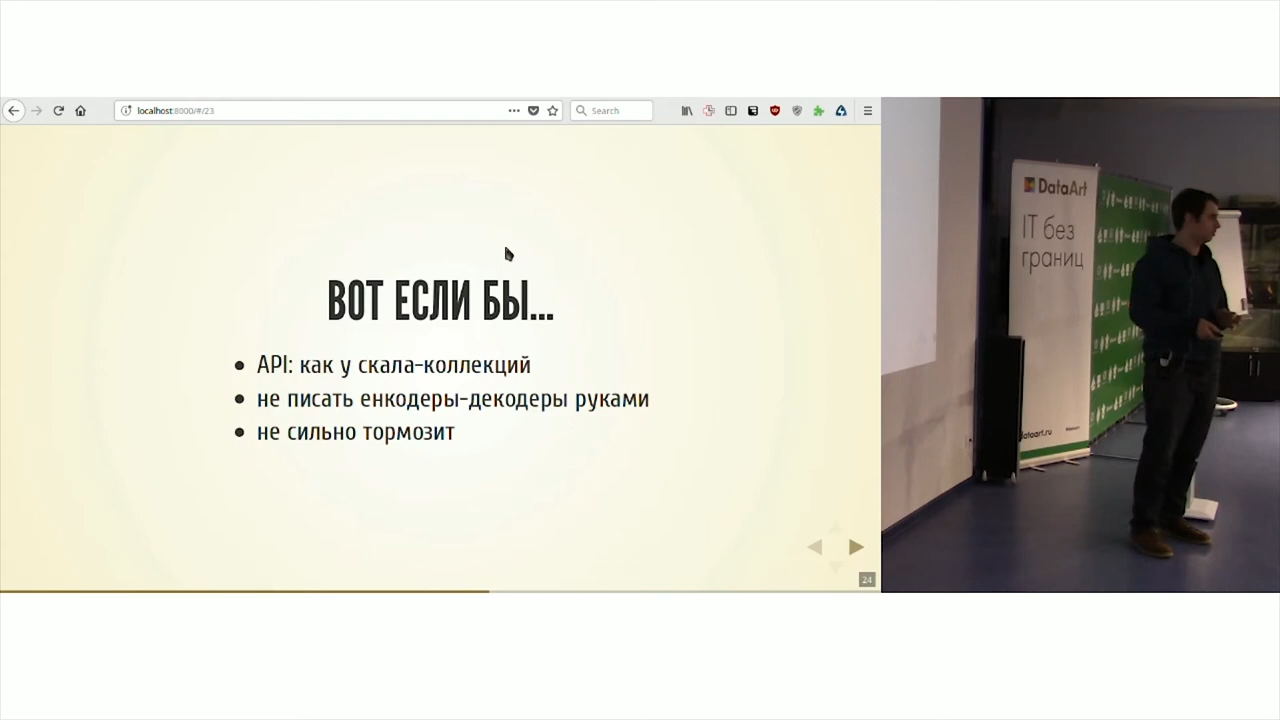 localhost:8000/#/23
Search
ВОТ ЕСЛИ БЫ...
API: как у скала-коллекций
не писать енкодеры-декодеры руками
не сильно тормозит
24
DataArt
IT без
границ